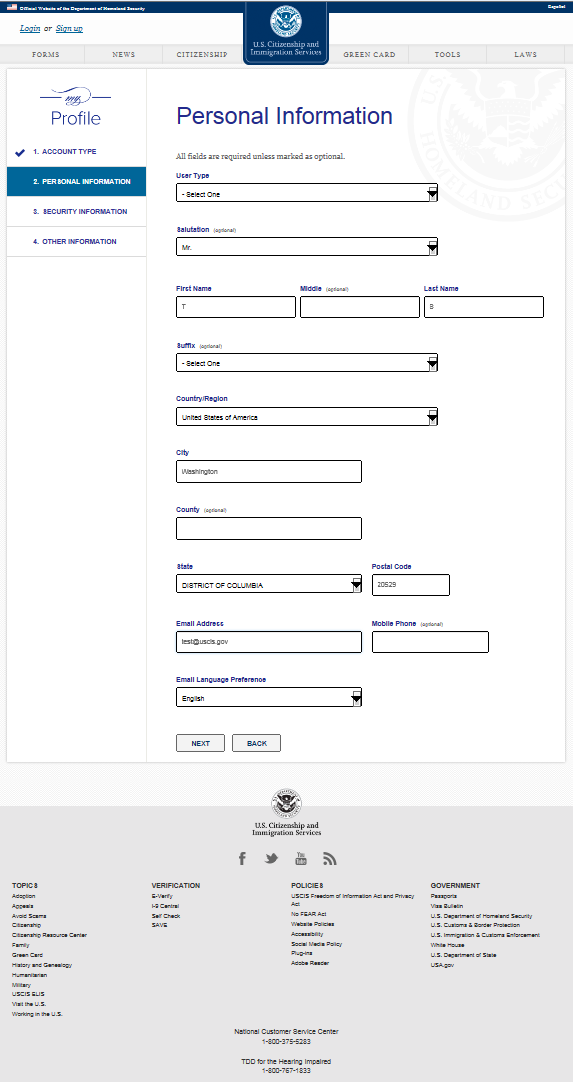 Official Website of the Department of Homeland Security
Español
Login or Sign up
U.S. Citizenship and
Immigration Services
FORMS NEWS CITIZENSHIP GREEN CARD TOOLS LAWS
my
Profile
1. ACCOUNT TYPE
2. PERSONAL INFORMATION
3. SECURITY INFORMATION
4. OTHER INFORMATION
Personal Information
All fields are required unless marked as optional.
User Type
- Select One
Salutation (optional)
Mr.
First Name Middle (optional) Last Name
T B
Suffix (optional)
- Select One
Country/Region
United States of America
City
Washington
County (optional)
State Postal Code
DISTRICT OF COLUMBIA 20529
Email Address Mobile Phone (optional)
test@uscis.gov
Email Language Preference
English
NEXT BACK
U.S. Citizenship and
Immigration Services
TOPICS
Adoption
Appeals
Avoid Scams
Citizenship
Citizenship Resource Center
Family
Green Card
History and Genealogy
Humanitarian
Military
USCIS ELIS
Visit the U.S.
Working in the U.S.
VERIFICATION
E-Verify
I-9 Central
Self Check
SAVE
POLICIES
USCIS Freedom of Information Act and Privacy
Act
No FEAR Act
Website Policies
Accessibility
Social Media Policy
Plug-ins
Adobe Reader
GOVERNMENT
Passports
Visa Bulletin
U.S. Department of Homeland Security
U.S. Customs & Border Protection
U.S. Immigration & Customs Enforcement
White House
U.S. Department of State
USA.gov
National Customer Service Center
1-800-375-5283
TDD for the Hearing Impaired
1-800-767-1833